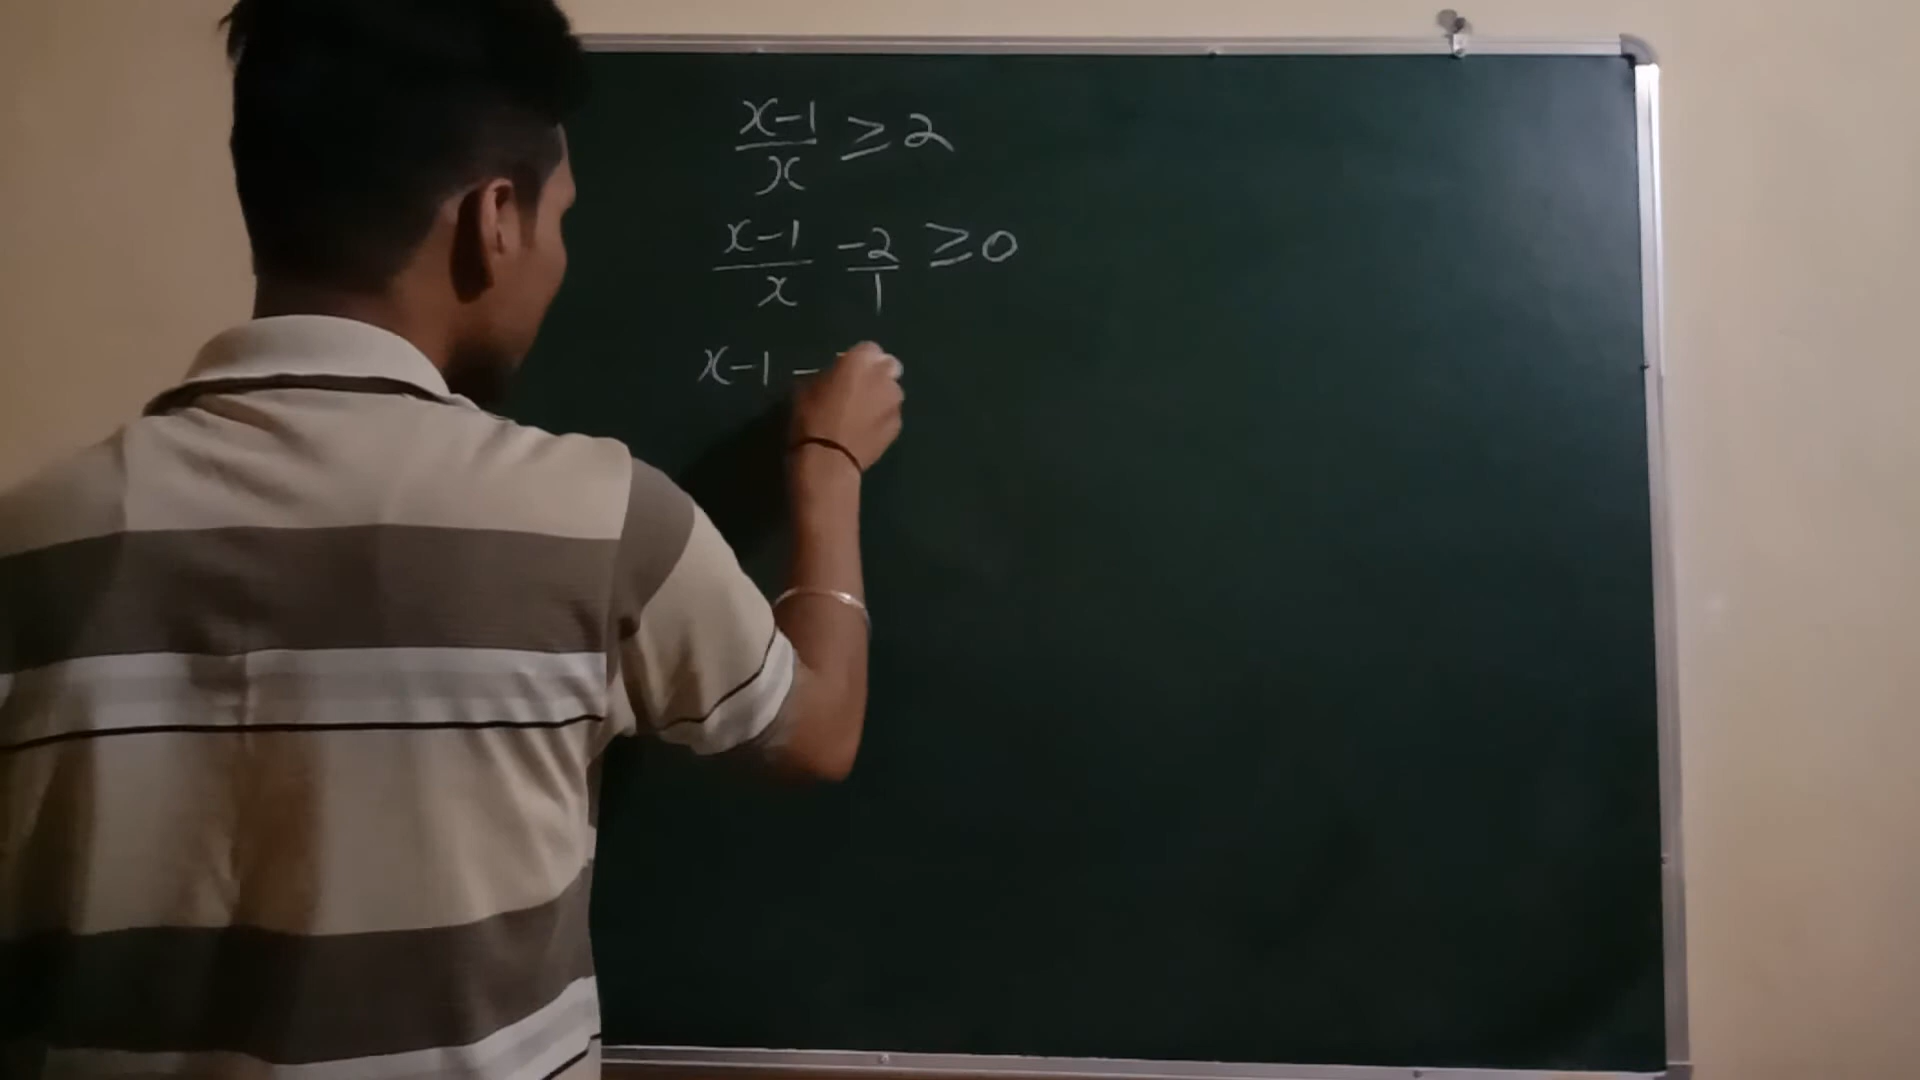 x-1/x ≥ 2
x-1/x -2/1 ≥ 0
x-1 -